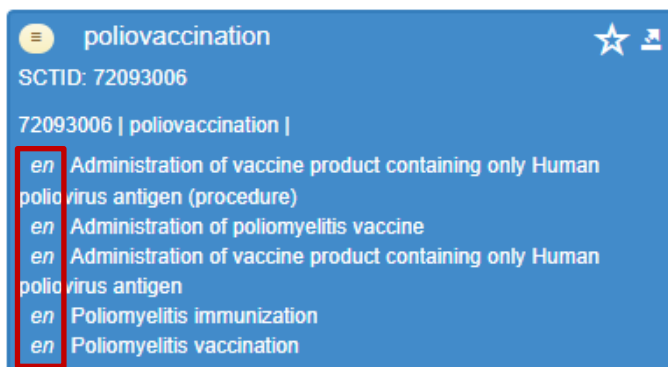 poliovaccination
SCTID: 72093006
72093006 | poliovaccination |
en Administration of vaccine product containing only Human
poliovirus antigen (procedure)
en Administration of poliomyelitis vaccine
en Administration of vaccine product containing only Human
poliovirus antigen
en Poliomyelitis immunization
en Poliomyelitis vaccination